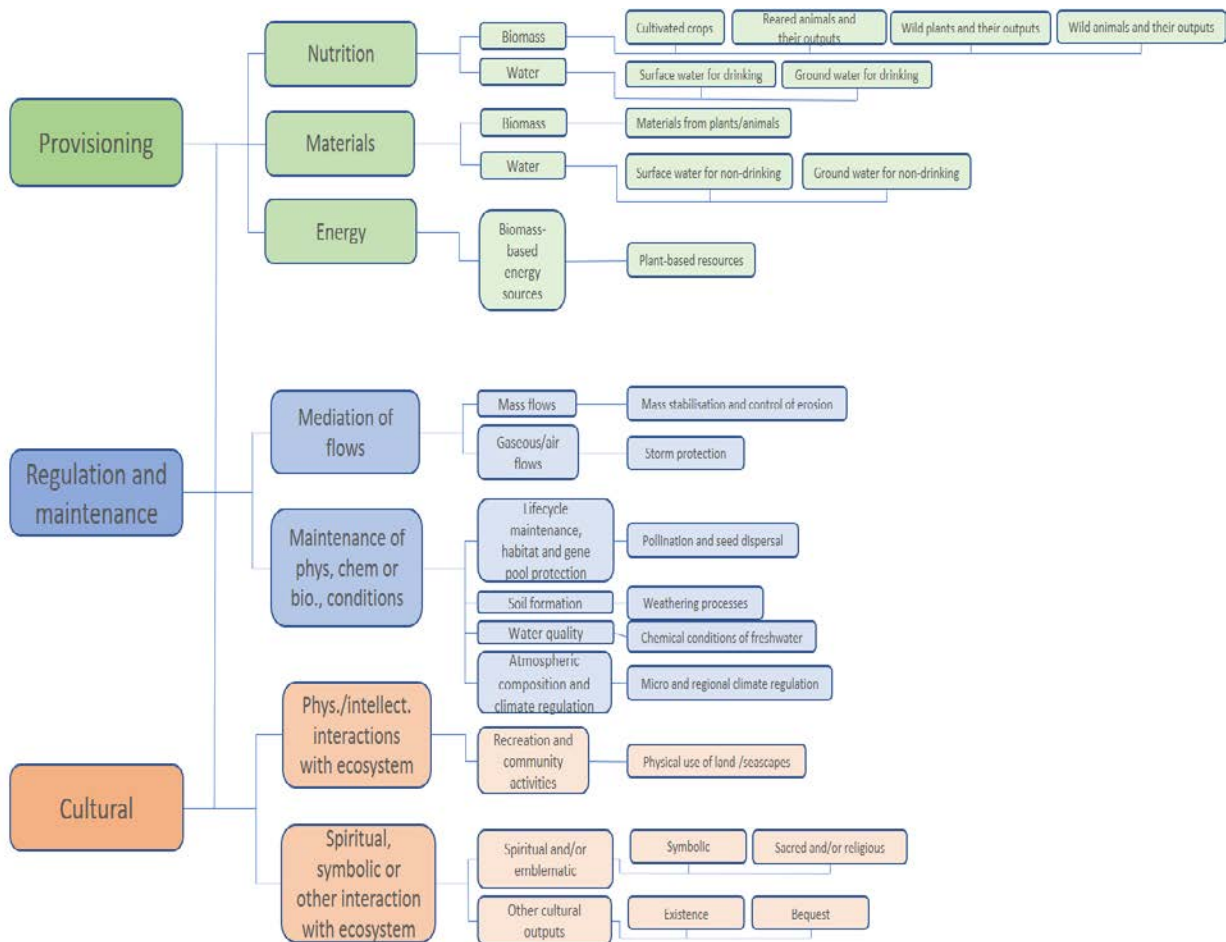 Provisioning
Nutrition
Biomass
Cultivated crops
Reared animals and
their outputs
Wild plants and their outputs
Wild animals and their outputs
Water
Surface water for drinking
Ground water for drinking
Materials
Biomass
Materials from plants/animals
Water
Surface water for non-drinking
Ground water for non-drinking
Energy
Biomass-
based
energy
sources
Plant-based resources
Regulation and
maintenance
Mediation of
flows
Mass flows
Mass stabilisation and control of erosion
Gaseous/air
flows
Storm protection
Maintenance of
phys, chem or
bio., conditions
Lifecycle
maintenance,
habitat and gene
pool protection
Pollination and seed dispersal
Soil formation
Weathering processes
Water quality
Chemical conditions of freshwater
Atmospheric
composition and
climate regulation
Micro and regional climate regulation
Cultural
Phys./intellect.
interactions
with ecosystem
Recreation and
community
activities
Physical use of land /seascapes
Spiritual,
symbolic or
other interaction
with ecosystem
Spiritual and/or
emblematic
Symbolic
Sacred and/or religious
Other cultural
outputs
Existence
Bequest